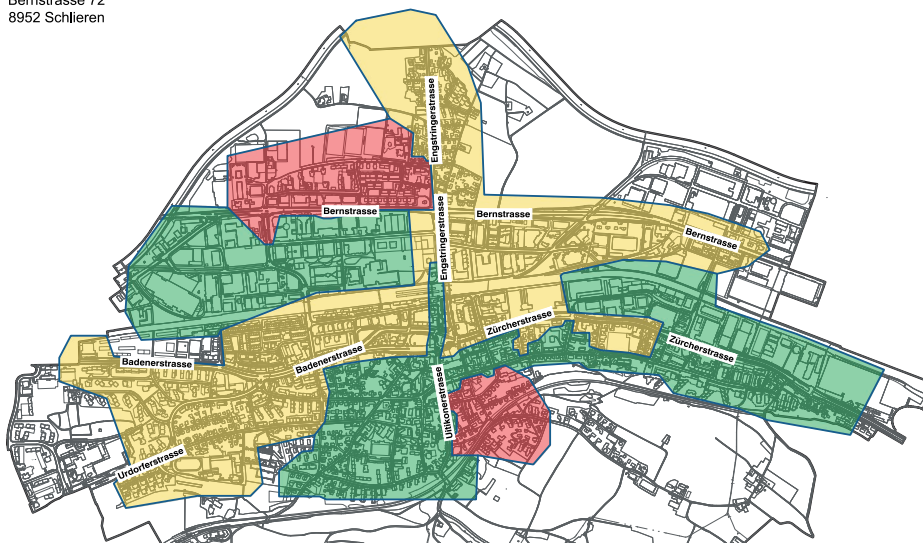 Bernstrasse 72
8952 Schlieren
Engstringerstrasse
Bernstrasse
Bernstrasse
Engstringerstrasse
Bernstrasse
Zürcherstrasse
Zürcherstrasse
Badenerstrasse
Badenerstrasse
Uitikonerstrasse
Urdorferstrasse